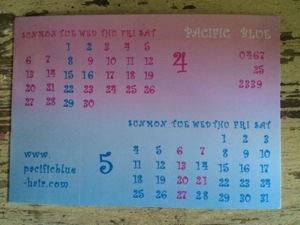 SUN MON TUE WED THU FRI SAT
1 2 3 4 5
6 7 8 9 10 11 12
13 14 15 16 17 18 19
20 21 22 23 24 25 26
27 28 29 30
4
PACIFIC BLUE
0467
25
2339
www.
pacificblue
-hair.com
5
SUN MON TUE WED THU FRI SAT
1 2 3
4 5 6 7 8 9 10
11 12 13 14 15 16 17
18 19 20 21 22 23 24
25 26 27 28 29 30 31